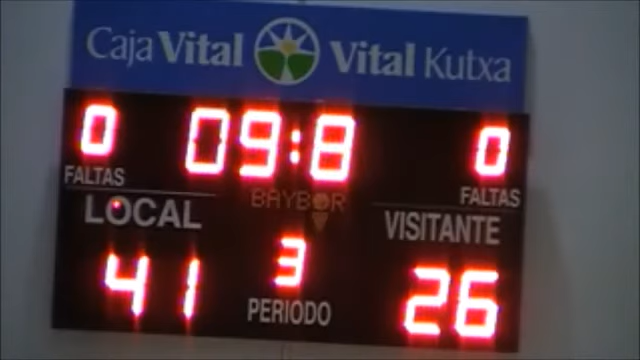 Caja Vital Vital Kutxa
0 09:8 0
FALTAS FALTAS
BAYBOR
LOCAL VISITANTE
41 3 26
PERIODO